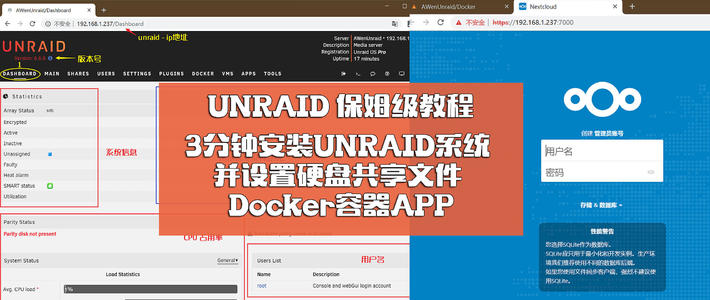 AWenUnraid/Dashboard
不安全 | 192.168.1.237/Dashboard
unraid - ip地址
UNRAID
Version: 6.8.0
版本号
Server
Description
Registration
Uptime
AWenUnraid • 192.168.1
Media server
Unraid OS Pro
17 minutes
1
DASHBOARD MAIN SHARES USERS SETTINGS PLUGINS DOCKER VMS APPS TOOLS
Statistics
Array Status
Encrypted
Active
Inactive
Unassigned
Faulty
Heat alarm
SMART status
Utilization
系统信息
Parity Status
Parity disk not present
CPU 占用率
System Status
General
Load Statistics
Avg. CPU load
1%
Users List
用户名
Name Description
root Console and webGui login account
UNRAID 保姆级教程
3分钟安装UNRAID系统
并设置硬盘共享文件
Docker容器APP
AWenUnraid/Docker
Nextcloud
不安全 | https://192.168.1.237:7000
创建 管理员账号
用户名
密码
存储 & 数据库
性能警告
您选择SQLite作为数据库。
SQLite应只用于最小化和开发实例。生产环
境我们推荐使用不同的数据库后端。
如果您使用文件同步客户端，强烈不建议使
用SQLite。